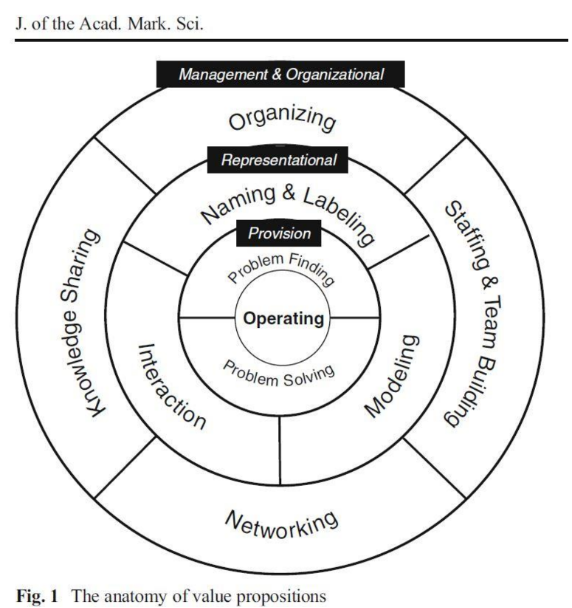 J. of the Acad. Mark. Sci.
Management & Organizational
Organizing
Representational
Naming & Labeling
Provision
Problem Finding
Operating
Problem Solving
Knowledge Sharing
Staffing & Team Building
Interaction
Modeling
Networking
Fig. 1 The anatomy of value propositions